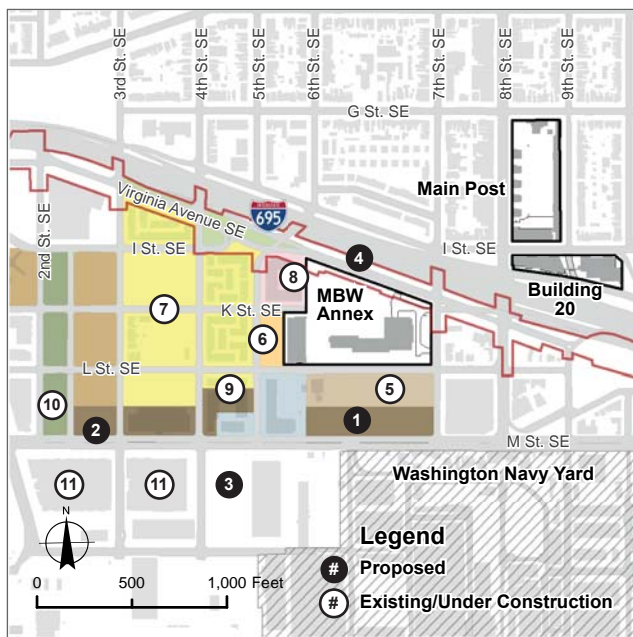 3rd St. SE
4th St. SE
5th St. SE
6th St. SE
7th St. SE
8th St. SE
9th St. SE
G St. SE
Main Post
Virginia Avenue SE
INTERSTATE
695
2nd St. SE
I St. SE
4
I St. SE
8
MBW
Annex
Building
20
7
K St. SE
6
L St. SE
9
5
10
2
1
M St. SE
11
11
3
Washington Navy Yard
N
Legend
# Proposed
0 500 1,000 Feet
# Existing/Under Construction